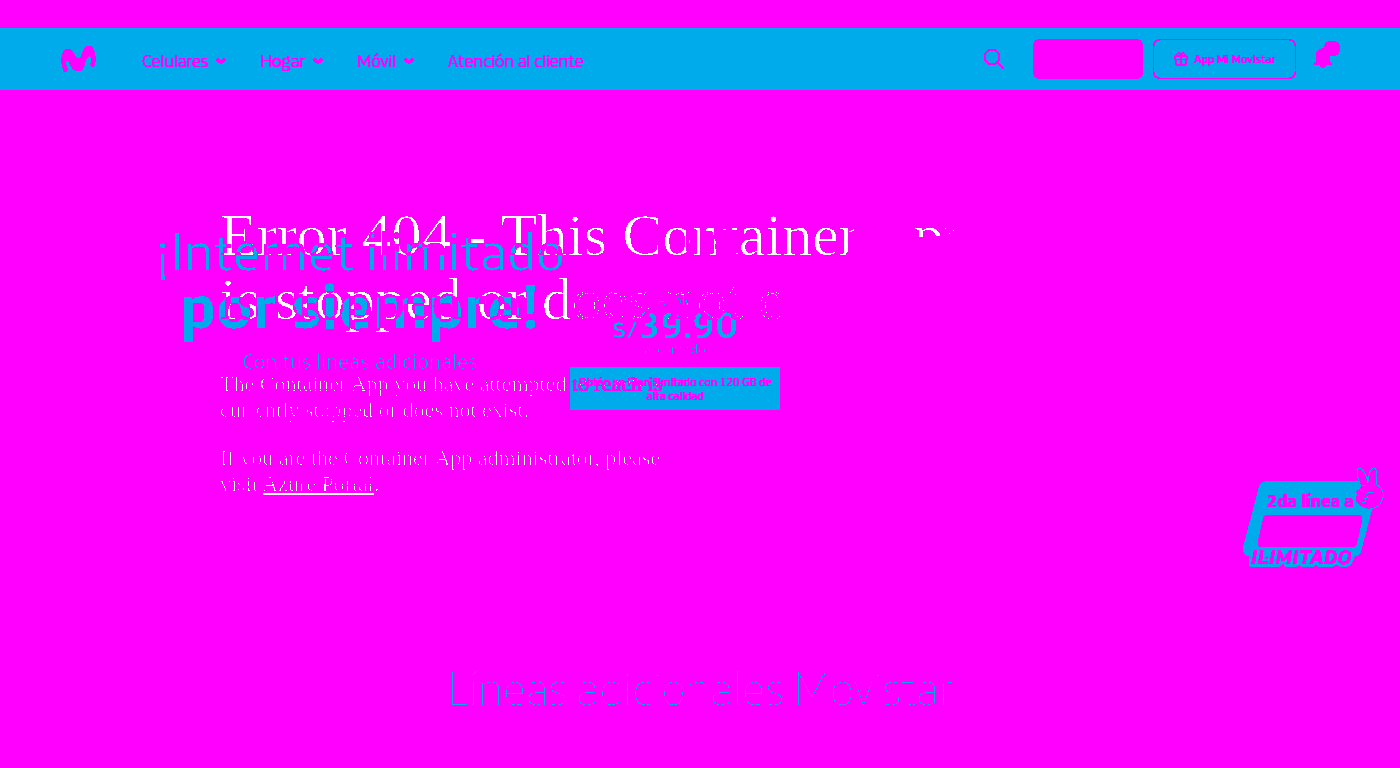 Celulares Hogar Móvil Atención al cliente App Mi Movistar
Error 404 - This Container
¡Internet ilimitado
is stopped or does not
por siempre!
S/39.90
Con tus líneas adicionales
The Container App you have attempted to reach is
ilimitado con 120 GB de
alta calidad
currently stopped or does not exist.
If you are the Container App administrator, please
visit Azure Portal.
2da línea a
ILIMITADO
Líneas adicionales Movistar